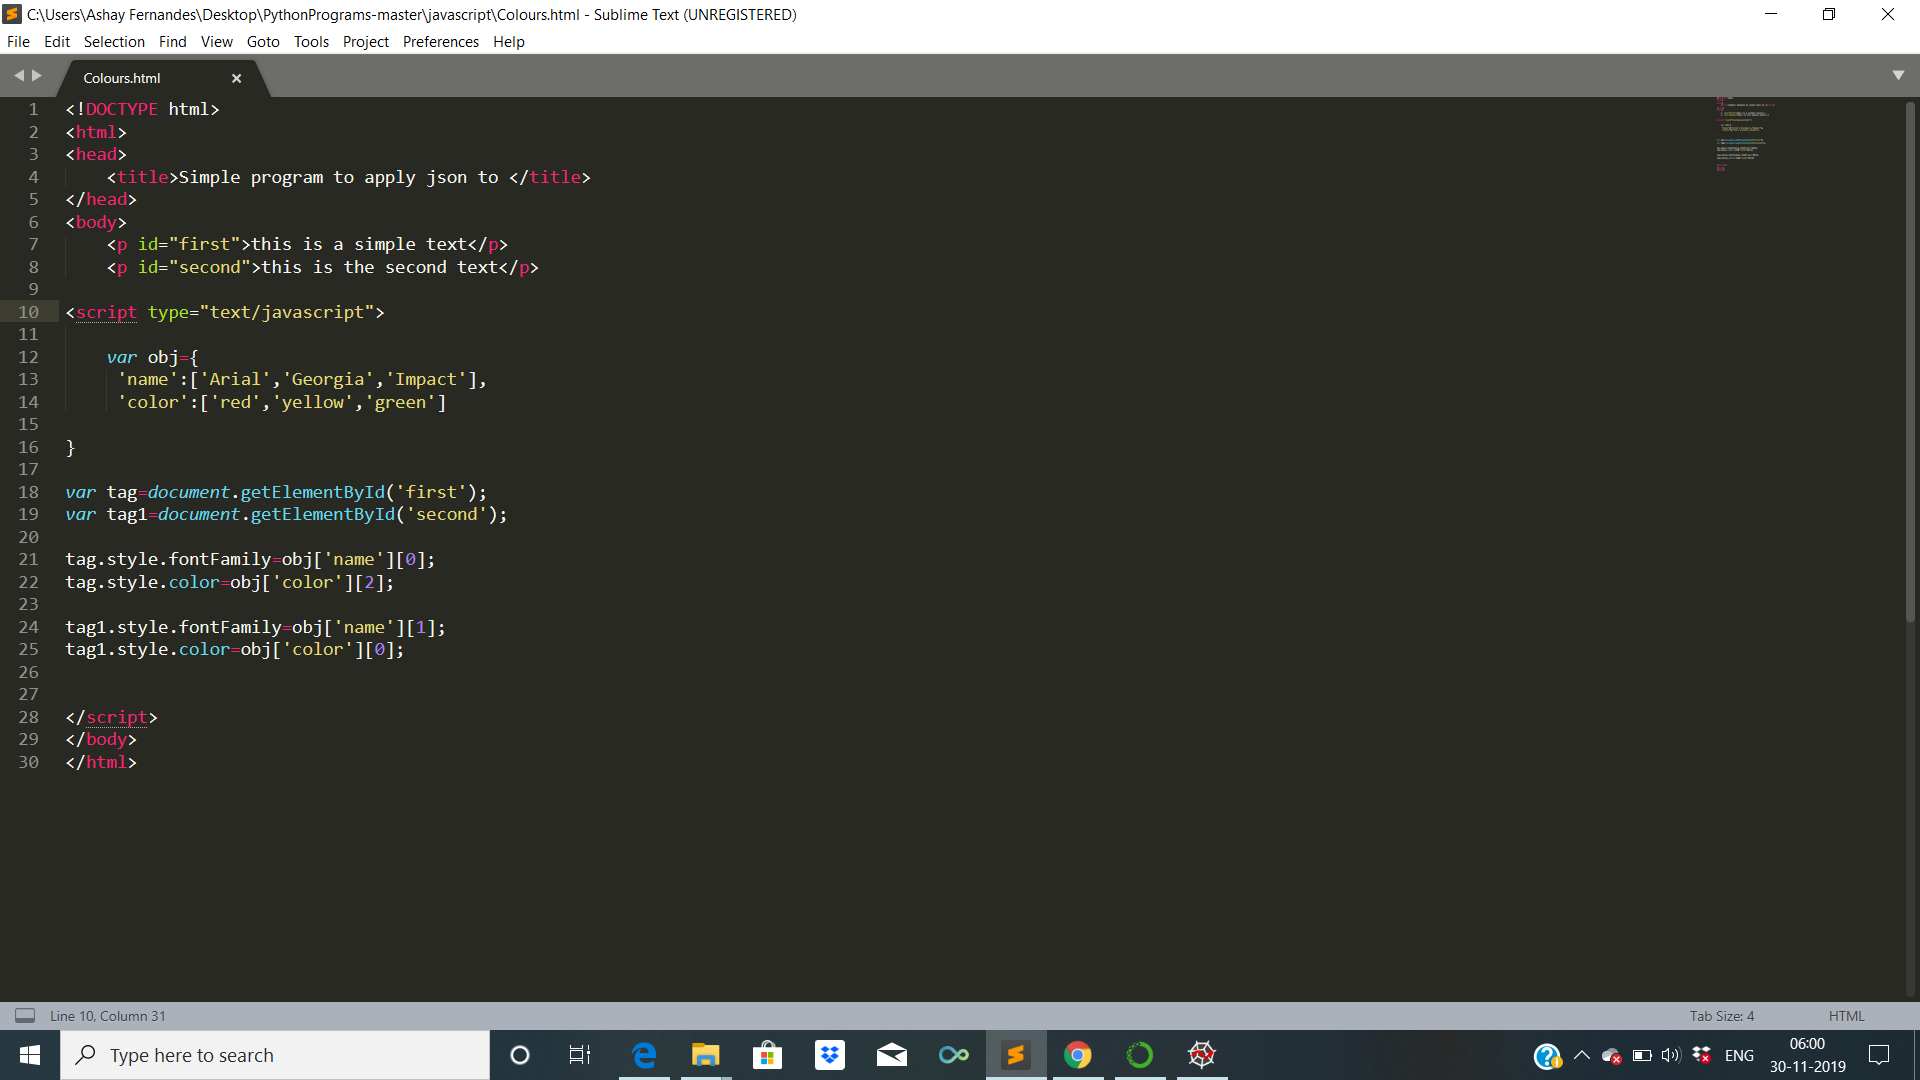 C:\Users\Ashay Fernandes\Desktop\PythonPrograms-master\javascript\Colours.html - Sublime Text (UNREGISTERED)
File Edit Selection Find View Goto Tools Project Preferences Help
Colours.html
1 <!DOCTYPE html>
2 <html>
3 <head>
4     <title>Simple program to apply json to </title>
5 </head>
6 <body>
7     <p id="first">this is a simple text</p>
8     <p id="second">this is the second text</p>
9
10 <script type="text/javascript">
11
12     var obj={
13      'name':['Arial','Georgia','Impact'],
14      'color':['red','yellow','green']
15
16 }
17
18 var tag=document.getElementById('first');
19 var tag1=document.getElementById('second');
20
21 tag.style.fontFamily=obj['name'][0];
22 tag.style.color=obj['color'][2];
23
24 tag1.style.fontFamily=obj['name'][1];
25 tag1.style.color=obj['color'][0];
26
27
28 </script>
29 </body>
30 </html>
Line 10, Column 31 Tab Size: 4 HTML
Type here to search
ENG
06:00
30-11-2019